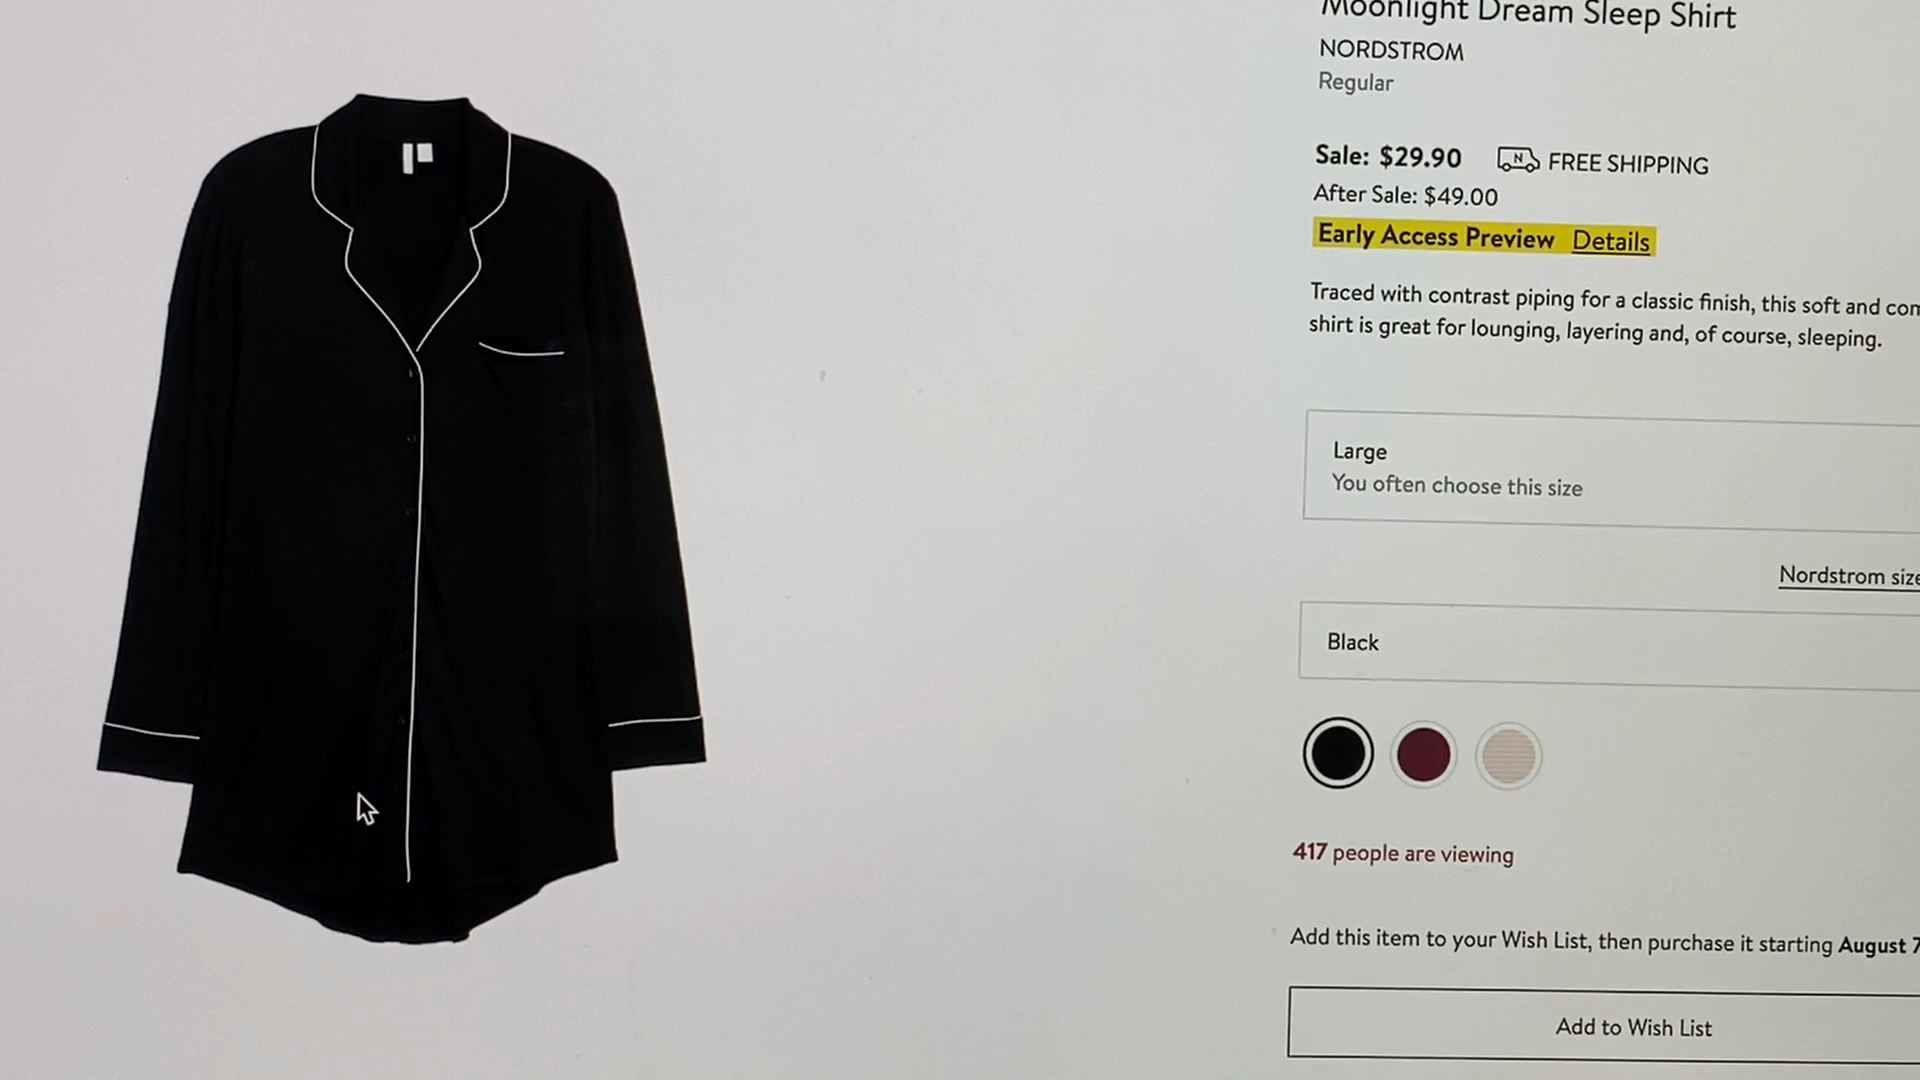 Moonlight Dream Sleep Shirt
NORDSTROM
Regular
Sale: $29.90
N
FREE SHIPPING
After Sale: $49.00
Early Access Preview Details
Traced with contrast piping for a classic finish, this soft and
shirt is great for lounging, layering and, of course, sleeping.
Large
You often choose this size
Nordstrom
Black
417 people are viewing
Add this item to your Wish List, then purchase it starting August 7
Add to Wish List